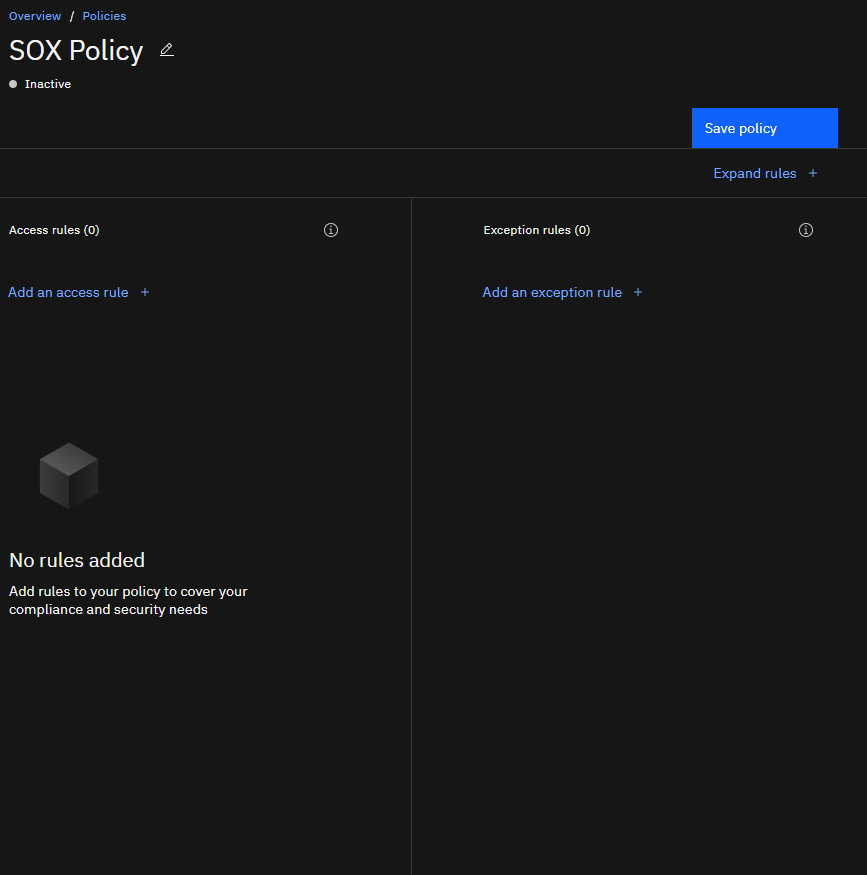 Overview / Policies
SOX Policy
Inactive
Save policy
Expand rules +
Access rules (0)
Exception rules (0)
Add an access rule +
Add an exception rule +
No rules added
Add rules to your policy to cover your
compliance and security needs